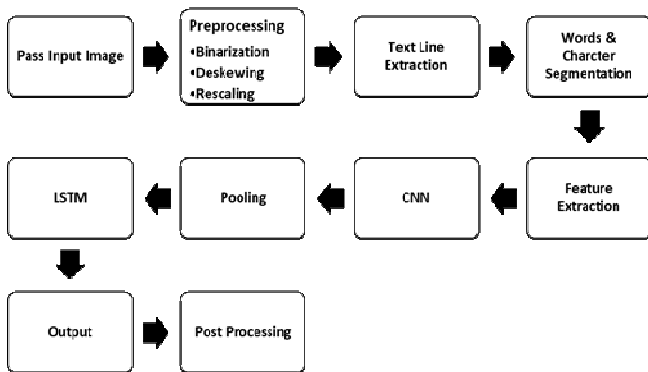 Pass Input Image
Preprocessing
•Binarization
•Deskewing
•Rescaling
Text Line
Extraction
Words &
Charcter
Segmentation
Feature
Extraction
CNN
Pooling
LSTM
Output
Post Processing